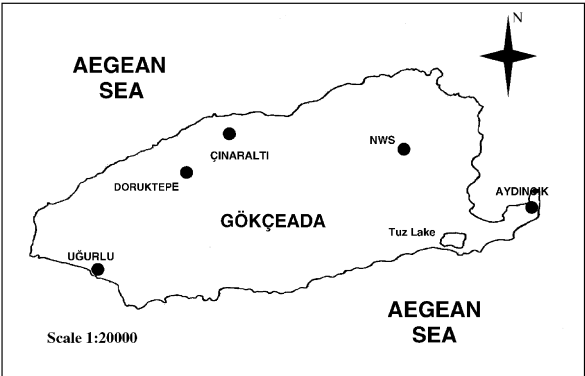 N
AEGEAN
SEA
ÇINARALTI
NWS
DORUKTEPE
AYDINCIK
GÖKÇEADA
Tuz Lake
UĞURLU
AEGEAN
SEA
Scale 1:20000